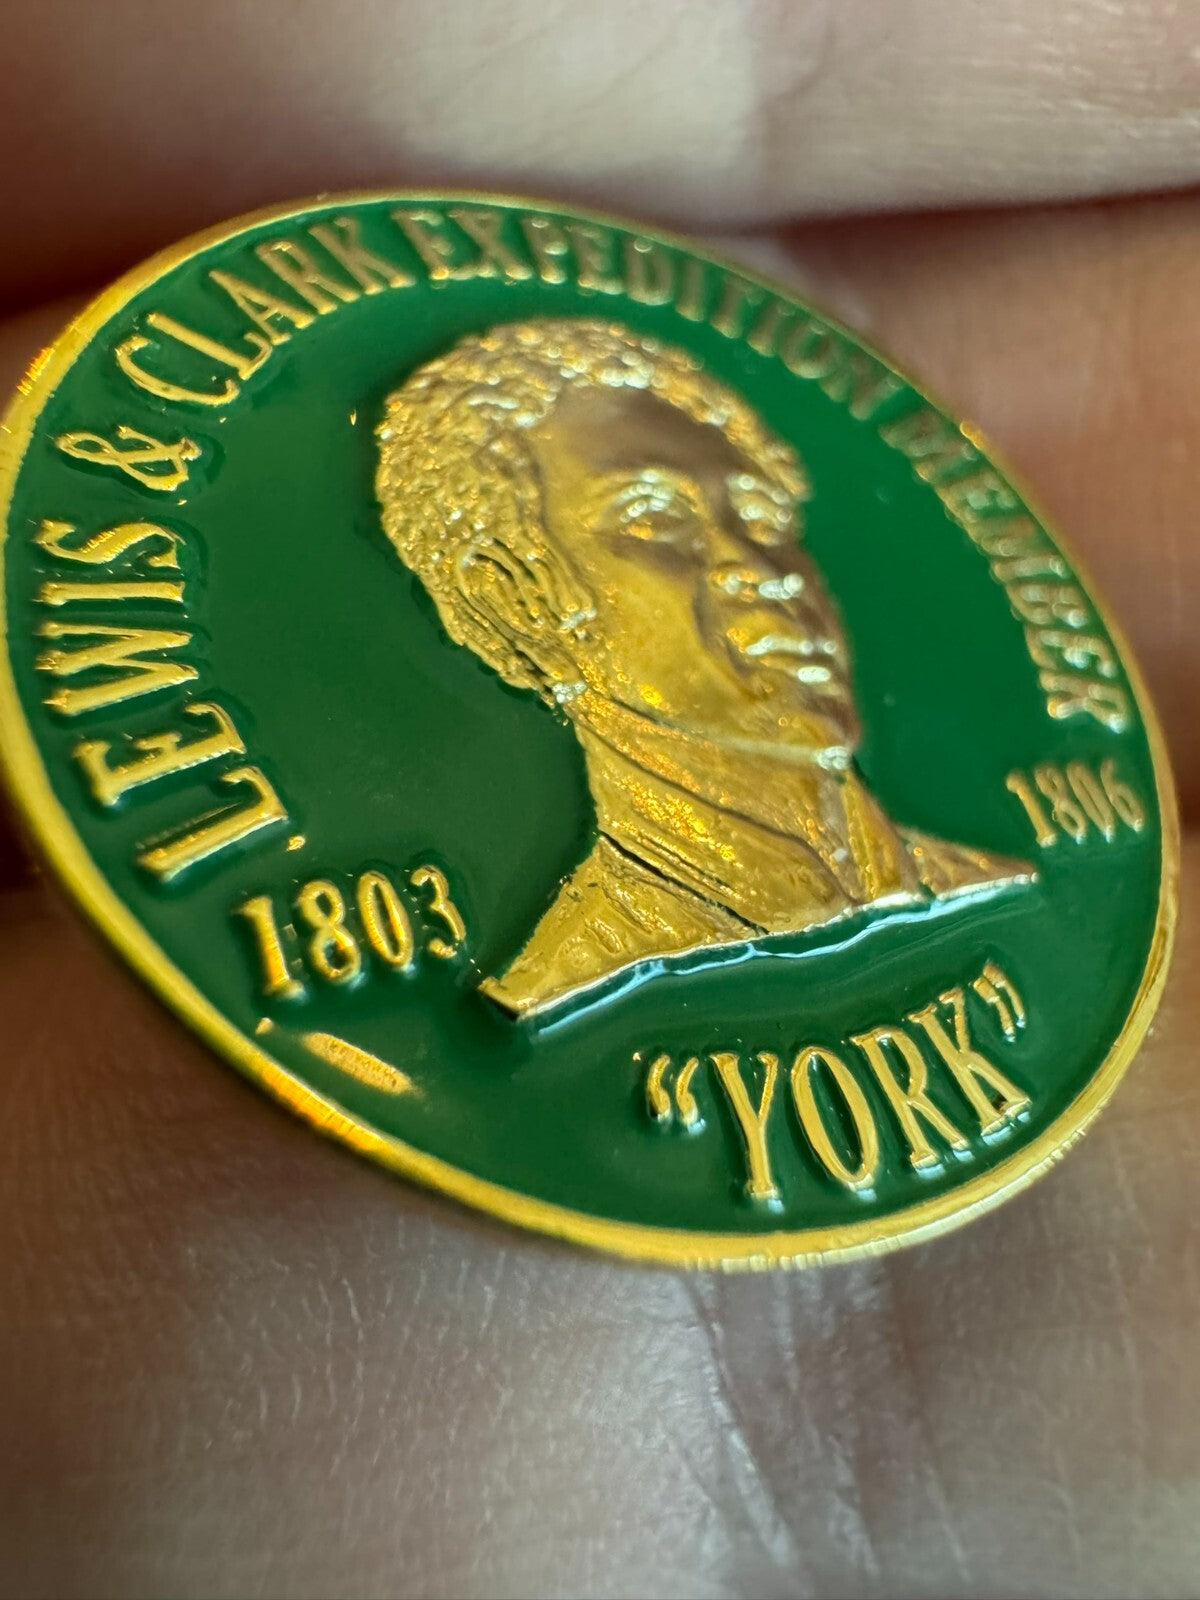 LEWIS & CLARK EXPEDITION MEMBER
1803
1806
"YORK"